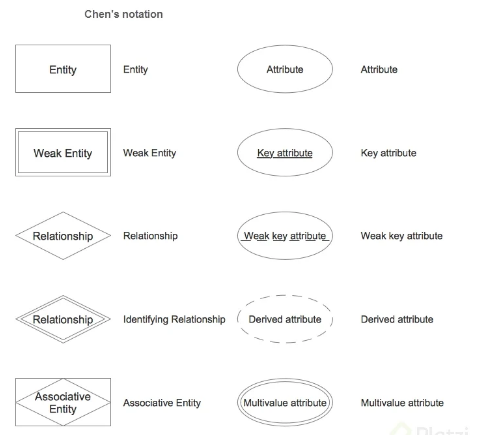 Chen's notation
Entity Entity Attribute Attribute
Weak Entity Weak Entity Key attribute Key attribute
Relationship Relationship Weak key attribute Weak key attribute
Relationship Identifying Relationship Derived attribute Derived attribute
Associative
Entity Associative Entity Multivalue attribute Multivalue attribute